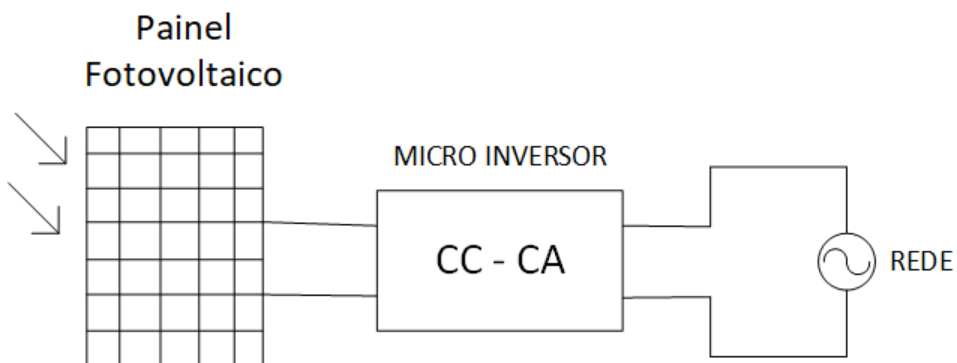 Painel
Fotovoltaico
MICRO INVERSOR
CC - CA
REDE